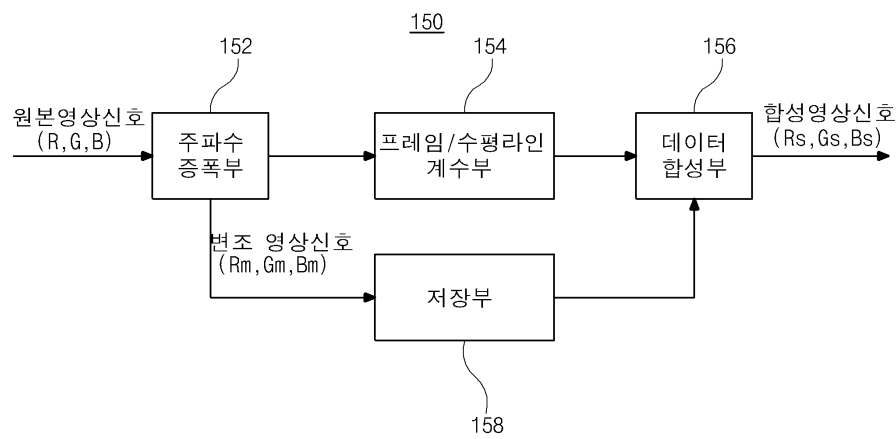 150
152
154
156
원본영상신호
(R,G,B)
주파수
증폭부
프레임/수평라인
계수부
데이터
합성부
합성영상신호
(Rs,Gs,Bs)
변조 영상신호
(Rm,Gm,Bm)
저장부
158